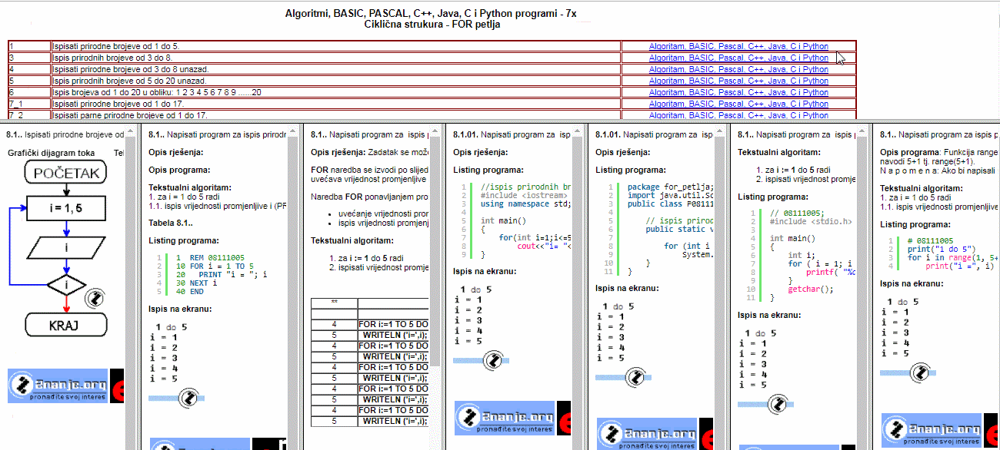 Algoritmi, BASIC, PASCAL, C++, Java, C i Python programi - 7x
Ciklična strukura - FOR petlja
1 Ispisati prirodne brojeve od 1 do 5. Algoritam, BASIC, Pascal, C++, Java, C i Python
3 Ispis prirodnih brojeve od 3 do 8. Algoritam, BASIC, Pascal, C++, Java, C i Python
4 Ispisati prirodne brojeve od 3 do 8 unazad. Algoritam, BASIC, Pascal, C++, Java, C i Python
5 Ispis prirodnih brojeve od 5 do 20 unazad. Algoritam, BASIC, Pascal, C++, Java, C i Python
6 Ispis brojeva od 1 do 20 u obliku: 1 2 3 4 5 6 7 8 9 ......20 Algoritam, BASIC, Pascal, C++, Java, C i Python
7_1 Ispisati prirodne brojeve od 1 do 17. Algoritam, BASIC, Pascal, C++, Java, C i Python
7_2 Ispisati parne prirodne brojeve od 1 do 17. Algoritam, BASIC, Pascal, C++, Java, C i Python
8.1.. Ispisati prirodne brojeve od
Grafički dijagram toka
POČETAK
i = 1, 5
i
i
KRAJ
Znanje.org
pronađite svoj interes
8.1.. Napisati program za ispis
Opis rješenja:
Opis programa:
Tekstualni algoritam:
1. za i = 1 do 5 radi
1.1. ispis vrijednosti promjenljive i
Tabela 8.1..
Listing programa:
1 1 REM 08111005
2 10 FOR i = 1 TO 5
3 20 PRINT "i = "; i
4 30 NEXT i
5 40 END
Ispis na ekranu:
1 do 5
i = 1
i = 2
i = 3
i = 4
i = 5
8.1.. Napisati program za ispis
Opis rješenja: Zadatak se
FOR naredba se izvodi po
uvećava vrijednost promjenljive
Naredba FOR ponavljanjem
• uvećanje vrijednosti
• ispis vrijednosti
Tekstualni algoritam:
1. za i := 1 do 5 radi
2. ispisati vrijednost
**
4 FOR i:=1 TO 5 DO
5 WRITELN ('i=',i);
4 FOR i:=1 TO 5 DO
5 WRITELN ('i=',i);
4 FOR i:=1 TO 5 DO
5 WRITELN ('i=',i);
4 FOR i:=1 TO 5 DO
5 WRITELN ('i=',i);
4 FOR i:=1 TO 5 DO
5 WRITELN ('i=',i);
8.1.01. Napisati program za
Opis rješenja:
Listing programa:
1 //ispis prirodnih
2 #include <iostream>
3 using namespace std;
4
5 int main()
6 {
7 for(int i=1;i<=5
8 cout<<"i= "<
9 }
Ispis na ekranu:
1 do 5
i = 1
i = 2
i = 3
i = 4
i = 5
Znanje.org
pronađite svoj interes
8.1.01. Napisati program za
Opis rješenja:
Listing programa:
1 package for_petlja;
2 import
3 public class
4
5 // ispis
6 public static
7
8 for (int i
9 System.
10 }
11 }
Ispis na ekranu:
1 do 5
i = 1
i = 2
i = 3
i = 4
i = 5
Znanje.org
pronađite svoj interes
8.1.. Napisati program za ispis
Tekstualni algoritam:
1. za i := 1 do 5 radi
2. ispisati vrijednost
Listing programa:
1 // 08111005;
2 #include <stdio.h>
3
4 int main()
5 {
6 int i;
7 for ( i = 1; i
8 printf(
9 }
10 getchar();
11 }
Ispis na ekranu:
1 do 5
i = 1
i = 2
i = 3
i = 4
i = 5
8.1.. Napisati program za ispis
Opis programa: Funkcija range
navodi 5+1 tj. range(5+1).
N a p o m e n a: Ako bi napisali
Tekstualni algoritam:
1. za i = 1 do 5 radi
1.1. ispis vrijednosti promjenljive
Listing programa:
1 # 08111005
2 print("1 do 5")
3 for i in range(1, 5+
4 print("i =", i)
Ispis na ekranu:
1 do 5
i = 1
i = 2
i = 3
i = 4
i = 5
Znanje.org
pronađite svoj interes